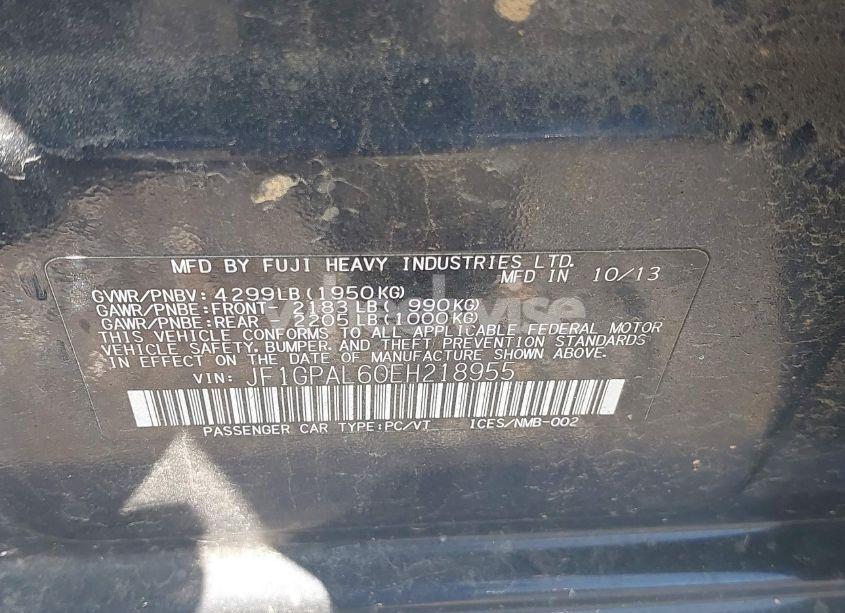 MFD BY FUJI HEAVY INDUSTRIES LTD.
MFD IN 10/13
GVWR/PNBV: 4299LB(1950KG)
GAWR/PNBE:FRONT- 2183LB( 990KG)
GAWR/PNBE:REAR 2205LB(1000KG)
THIS VEHICLE CONFORMS TO ALL APPLICABLE FEDERAL MOTOR
VEHICLE SAFETY, BUMPER, AND THEFT PREVENTION STANDARDS
IN EFFECT ON THE DATE OF MANUFACTURE SHOWN ABOVE.
VIN: JF1GPAL60EH218955
PASSENGER CAR TYPE:PC/VT ICES/NMB-002